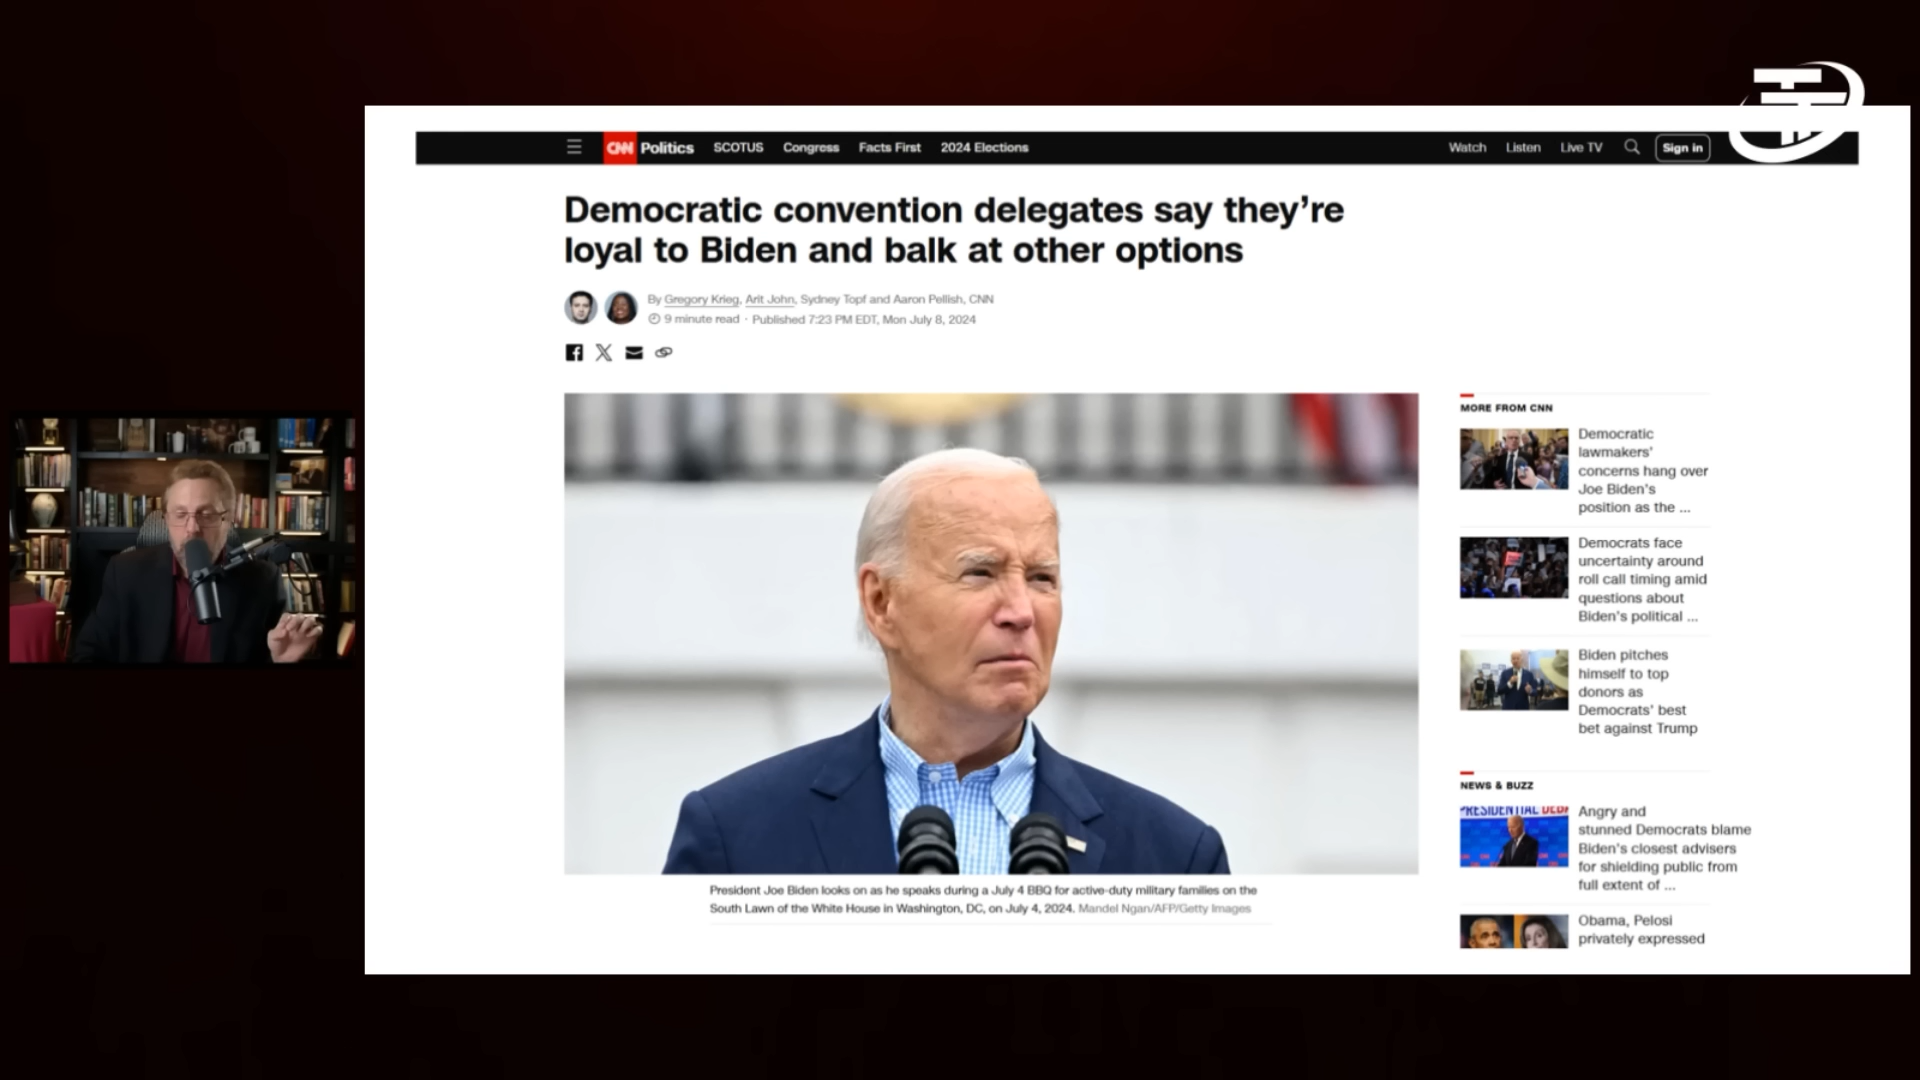 CNN Politics SCOTUS Congress Facts First 2024 Elections Watch Listen Live TV Sign in
Democratic convention delegates say they’re
loyal to Biden and balk at other options
By Gregory Krieg, Arit John, Sydney Topf and Aaron Pellish, CNN
9 minute read · Published 7:23 PM EDT, Mon July 8, 2024
President Joe Biden looks on as he speaks during a July 4 BBQ for active-duty military families on the
South Lawn of the White House in Washington, DC, on July 4, 2024. Mandel Ngan/AFP/Getty Images
MORE FROM CNN
Democratic
lawmakers’
concerns hang over
Joe Biden’s
position as the ...
Democrats face
uncertainty around
roll call timing amid
questions about
Biden’s political ...
Biden pitches
himself to top
donors as
Democrats’ best
bet against Trump
NEWS & BUZZ
PRESIDENTIAL
Angry and
stunned Democrats blame
Biden’s closest advisers
for shielding public from
full extent of ...
Obama, Pelosi
privately expressed